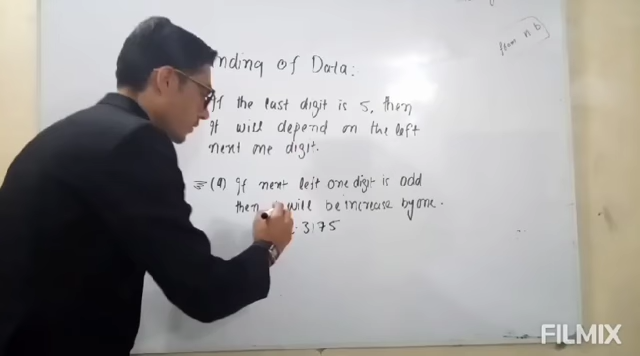 nding of Data:
If the last digit is 5, then
it will depend on the left
next one digit.
(1) If next left one digit is odd
then will be increase by one.
.3175
FILMIX